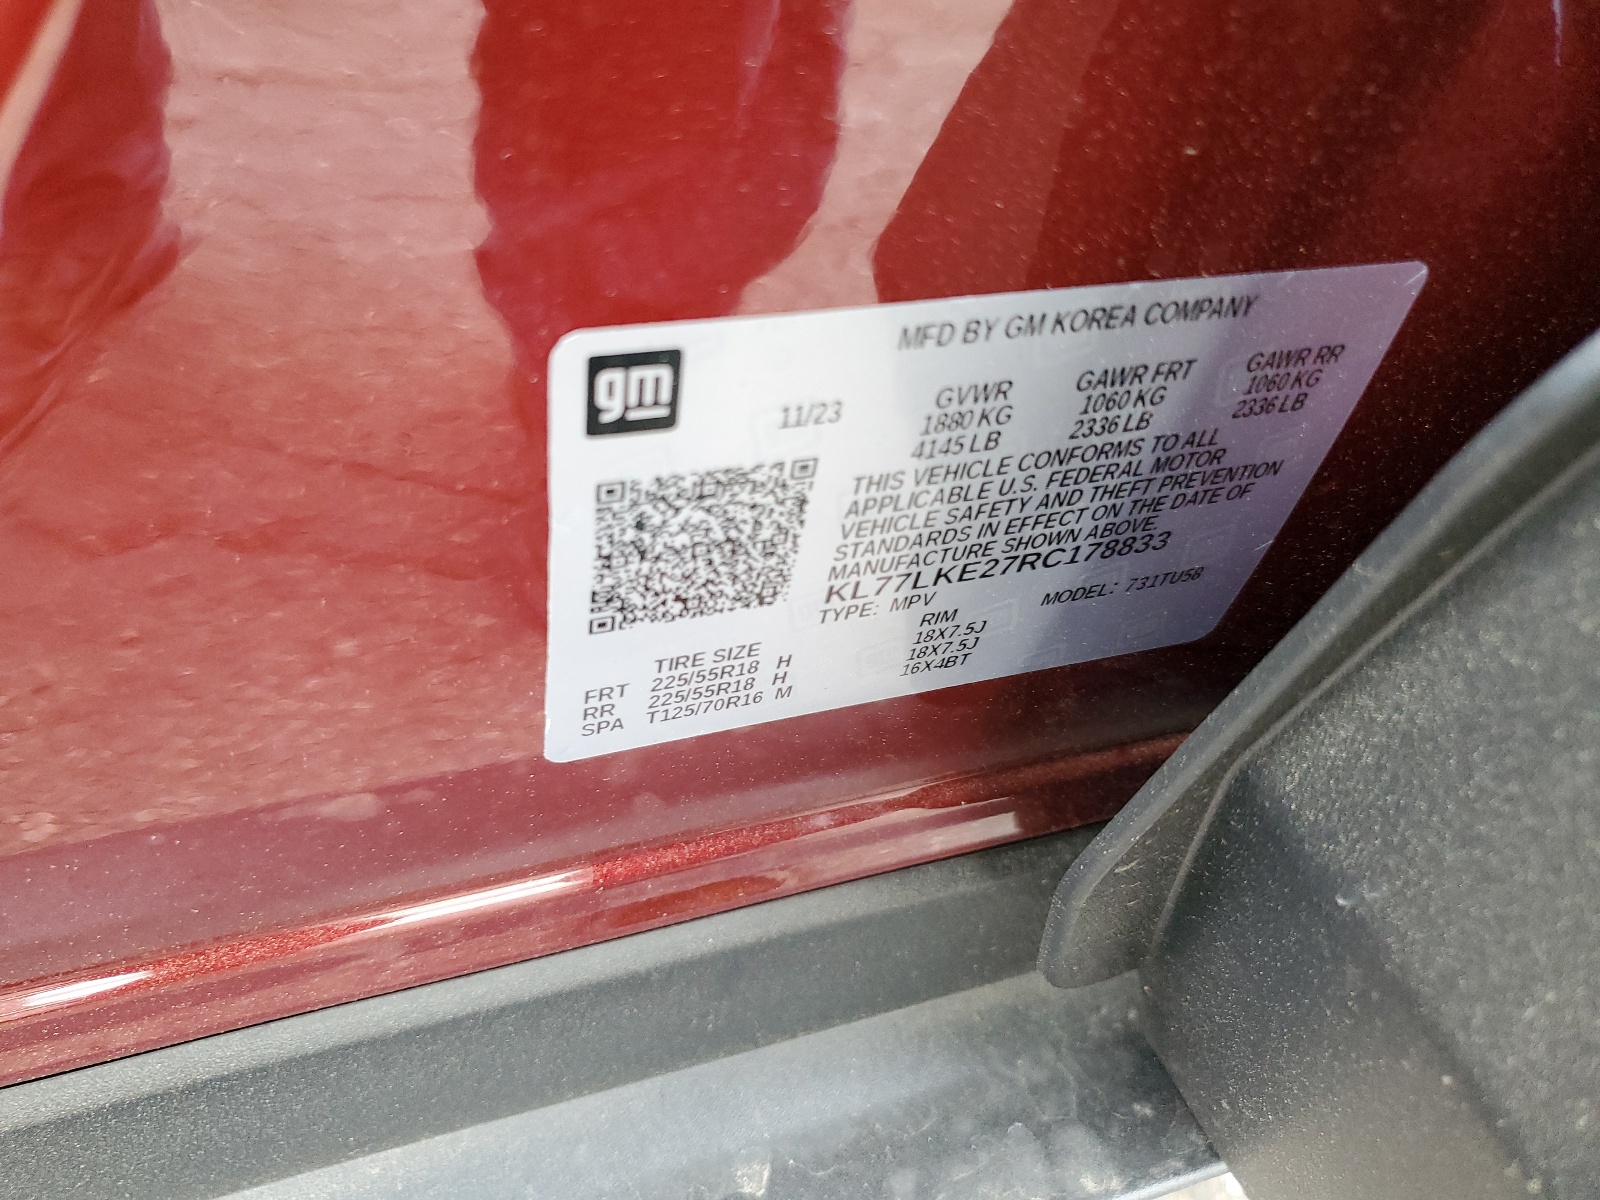 MFD BY GM KOREA COMPANY
gm
11/23
GVWR
1880 KG
4145 LB
GAWR FRT
1060 KG
2336 LB
GAWR RR
1060 KG
2336 LB
THIS VEHICLE CONFORMS TO ALL
APPLICABLE U.S. FEDERAL MOTOR
VEHICLE SAFETY AND THEFT PREVENTION
STANDARDS IN EFFECT ON THE DATE OF
MANUFACTURE SHOWN ABOVE.
KL77LKE27RC178833
TYPE: MPV MODEL: 731TU58
TIRE SIZE RIM
FRT 225/55R18 H 18X7.5J
RR 225/55R18 H 18X7.5J
SPA T125/70R16 M 16X4BT